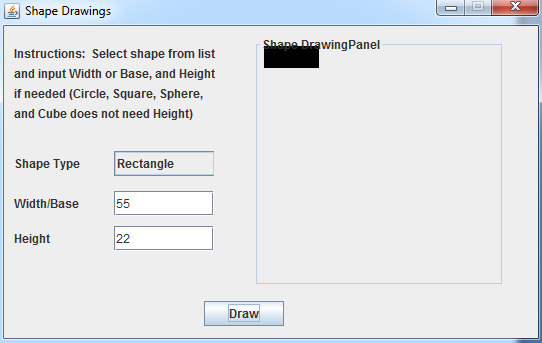 Shape Drawings
Instructions: Select shape from list
and input Width or Base, and Height
if needed (Circle, Square, Sphere,
and Cube does not need Height)
Shape Type
Rectangle
Width/Base
55
Height
22
Shape DrawingPanel
Draw